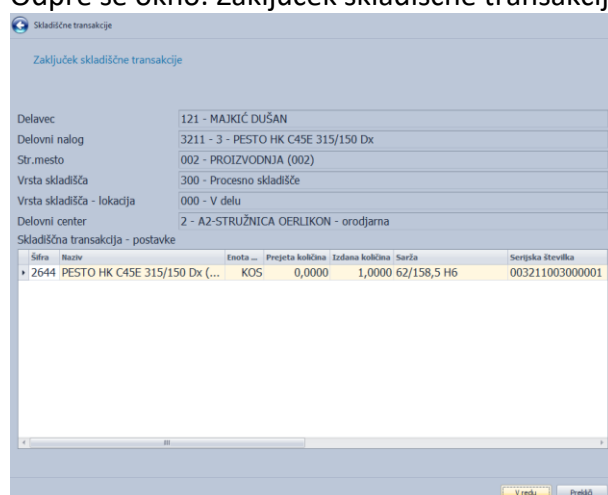 Odpre se okno: Zaključek skladiščne transakcij
Skladiščne transakcije
Zaključek skladiščne transakcije
Delavec 121 - MAJKIĆ DUŠAN
Delovni nalog 3211 - 3 - PESTO HK C45E 315/150 Dx
Str.mesto 002 - PROIZVODNJA (002)
Vrsta skladišča 300 - Procesno skladišče
Vrsta skladišča - lokacija 000 - V delu
Delovni center 2 - A2-STRUŽNICA OERLIKON - orodjarna
Skladiščna transakcija - postavke
Šifra Naziv Enota ... Prejeta količina Izdana količina Sarža Serijska številka
2644 PESTO HK C45E 315/150 Dx (... KOS 0,0000 1,0000 62/158,5 H6 003211003000001
V redu Prekliči